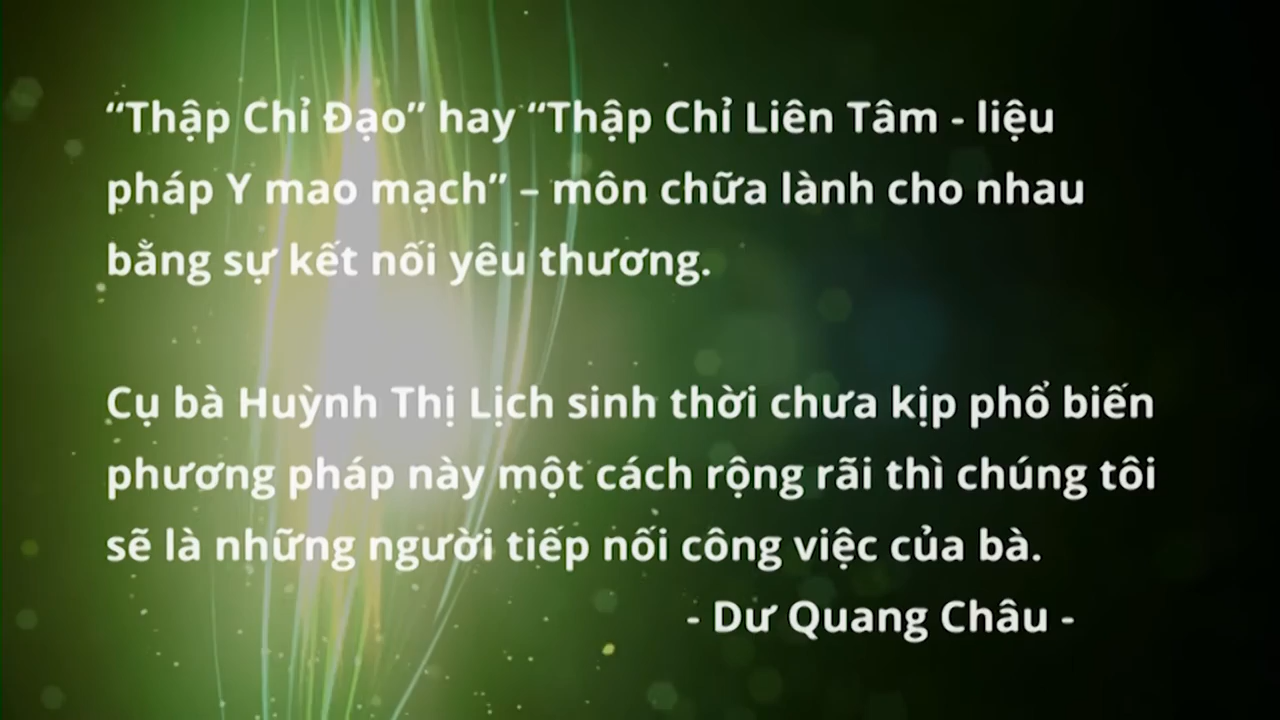 “Thập Chỉ Đạo” hay “Thập Chỉ Liên Tâm - liệu
pháp Y mao mạch” – môn chữa lành cho nhau
bằng sự kết nối yêu thương.
Cụ bà Huỳnh Thị Lịch sinh thời chưa kịp phổ biến
phương pháp này một cách rộng rãi thì chúng tôi
sẽ là những người tiếp nối công việc của bà.
- Dư Quang Châu -